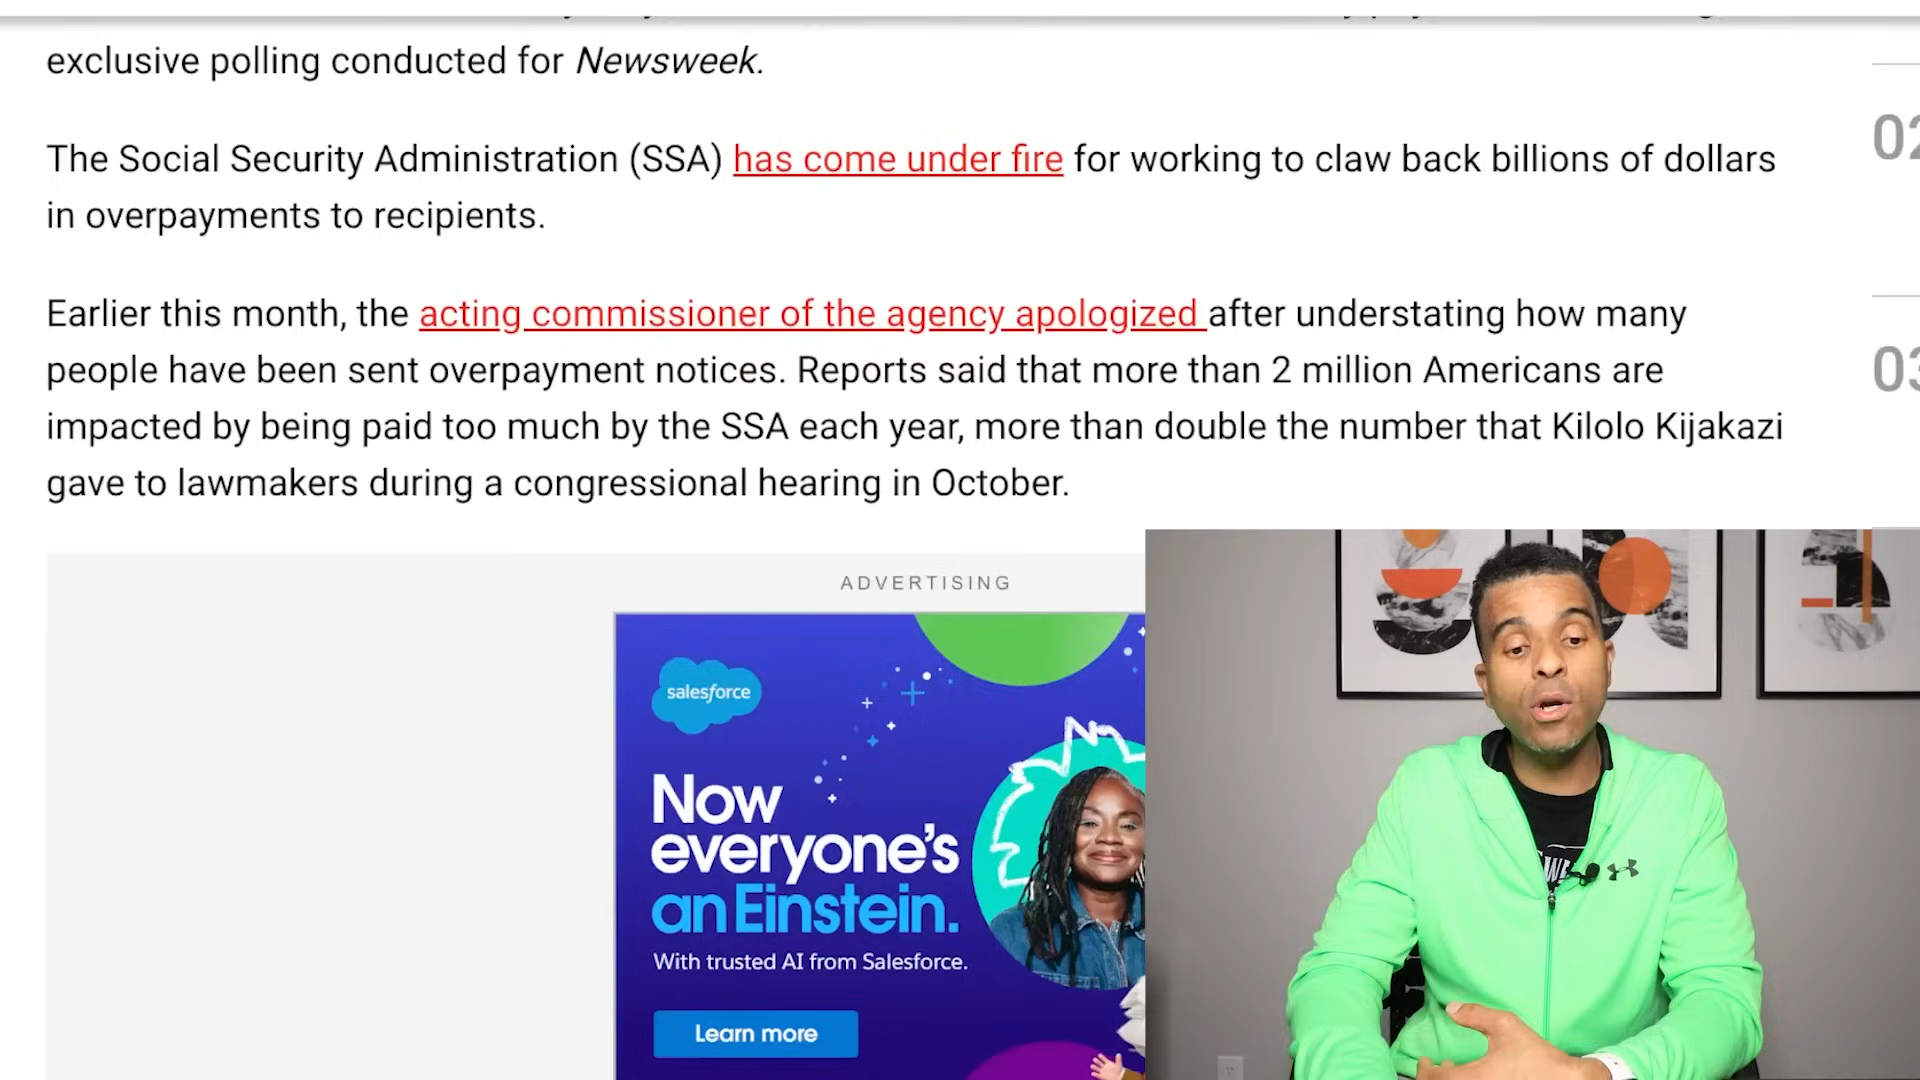 exclusive polling conducted for Newsweek.
The Social Security Administration (SSA) has come under fire for working to claw back billions of dollars
in overpayments to recipients.
Earlier this month, the acting commissioner of the agency apologized after understating how many
people have been sent overpayment notices. Reports said that more than 2 million Americans are
impacted by being paid too much by the SSA each year, more than double the number that Kilolo Kijakazi
gave to lawmakers during a congressional hearing in October.
02
03
ADVERTISING
salesforce
Now
everyone's
an Einstein.
With trusted AI from Salesforce.
Learn more